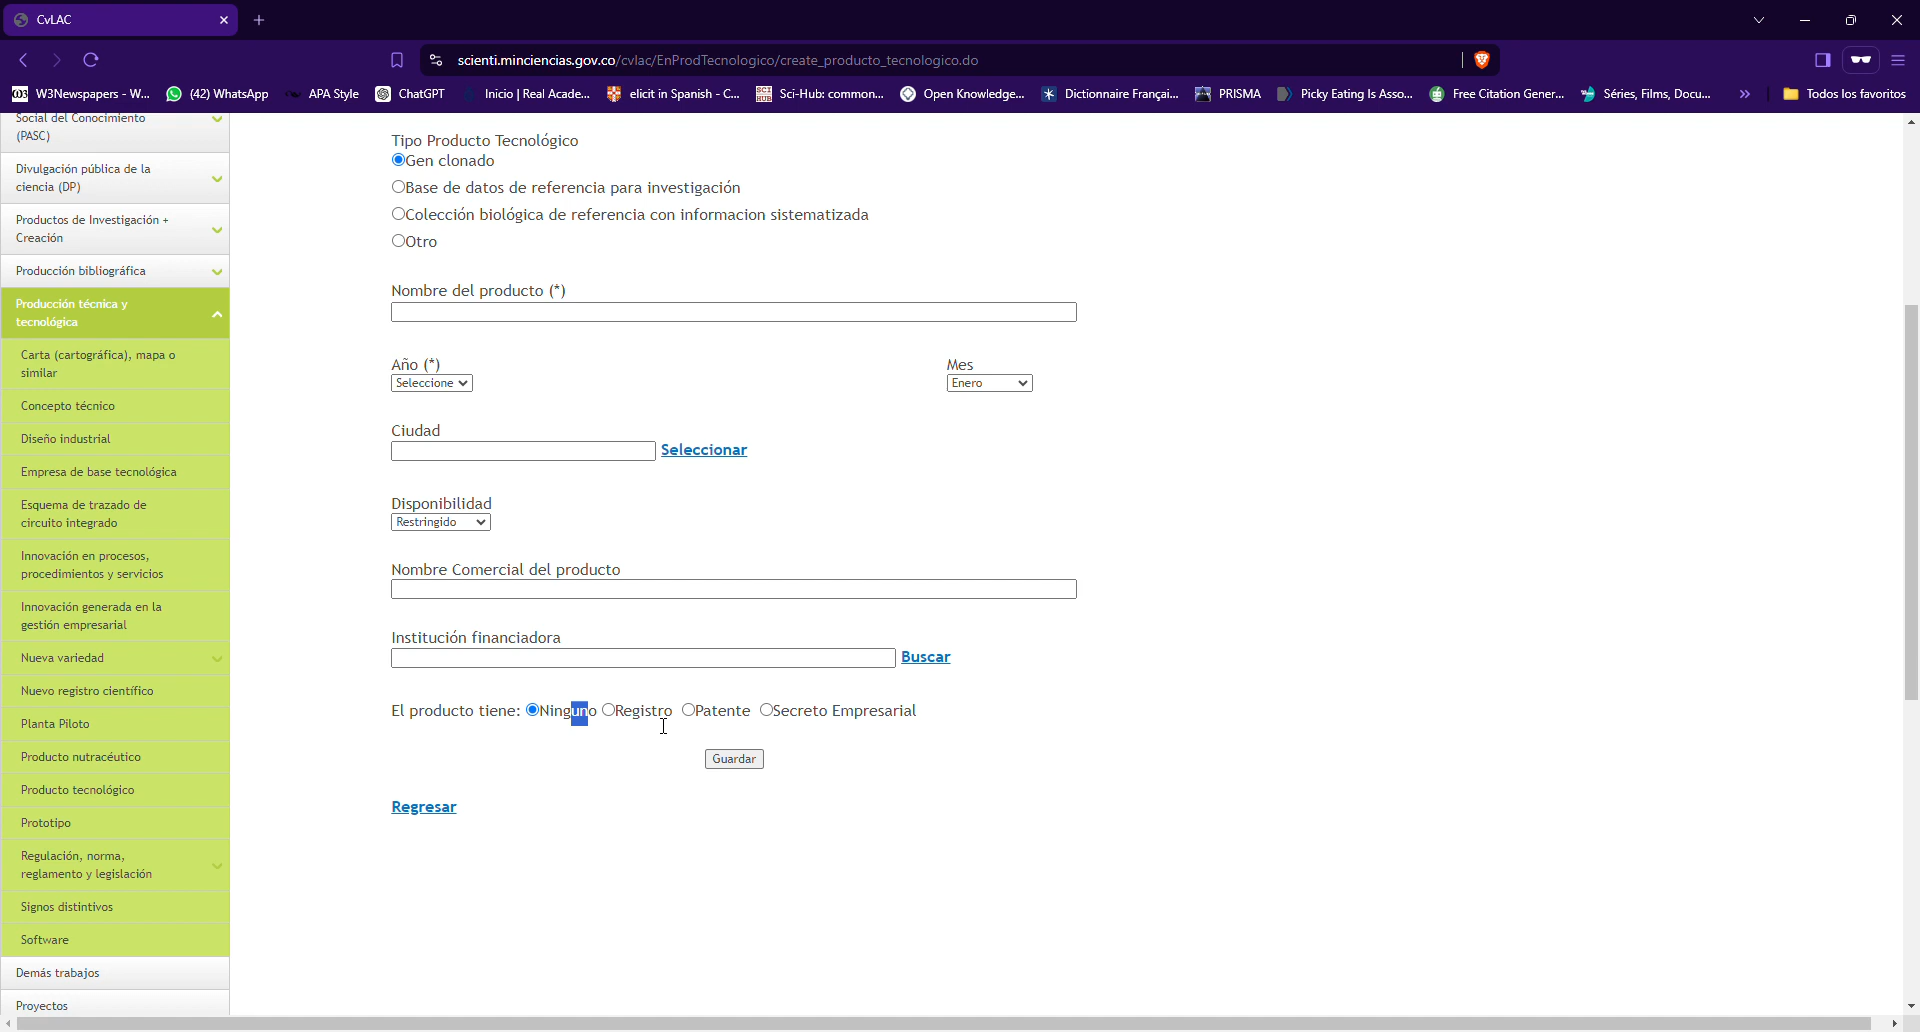 CvLAC
scienti.minciencias.gov.co/cvlac/EnProdTecnologico/create_producto_tecnologico.do
W3Newspapers - W...
(42) WhatsApp
APA Style
ChatGPT
Inicio | Real Acade...
elicit in Spanish - C...
Sci-Hub: common...
Open Knowledge...
Dictionnaire Françai...
PRISMA
Picky Eating Is Asso...
Free Citation Gener...
Séries, Films, Docu...
Todos los favoritos
Social del Conocimiento
(PASC)
Divulgación pública de la
ciencia (DP)
Productos de Investigación +
Creación
Producción bibliográfica
Producción técnica y
tecnológica
Carta (cartográfica), mapa o
similar
Concepto técnico
Diseño industrial
Empresa de base tecnológica
Esquema de trazado de
circuito integrado
Innovación en procesos,
procedimientos y servicios
Innovación generada en la
gestión empresarial
Nueva variedad
Nuevo registro científico
Planta Piloto
Producto nutracéutico
Producto tecnológico
Prototipo
Regulación, norma,
reglamento y legislación
Signos distintivos
Software
Demás trabajos
Proyectos
Tipo Producto Tecnológico
Gen clonado
Base de datos de referencia para investigación
Colección biológica de referencia con informacion sistematizada
Otro
Nombre del producto (*)
Año (*) Mes
Seleccione Enero
Ciudad
Seleccionar
Disponibilidad
Restringido
Nombre Comercial del producto
Institución financiadora
Buscar
El producto tiene: Ninguno Registro Patente Secreto Empresarial
Guardar
Regresar